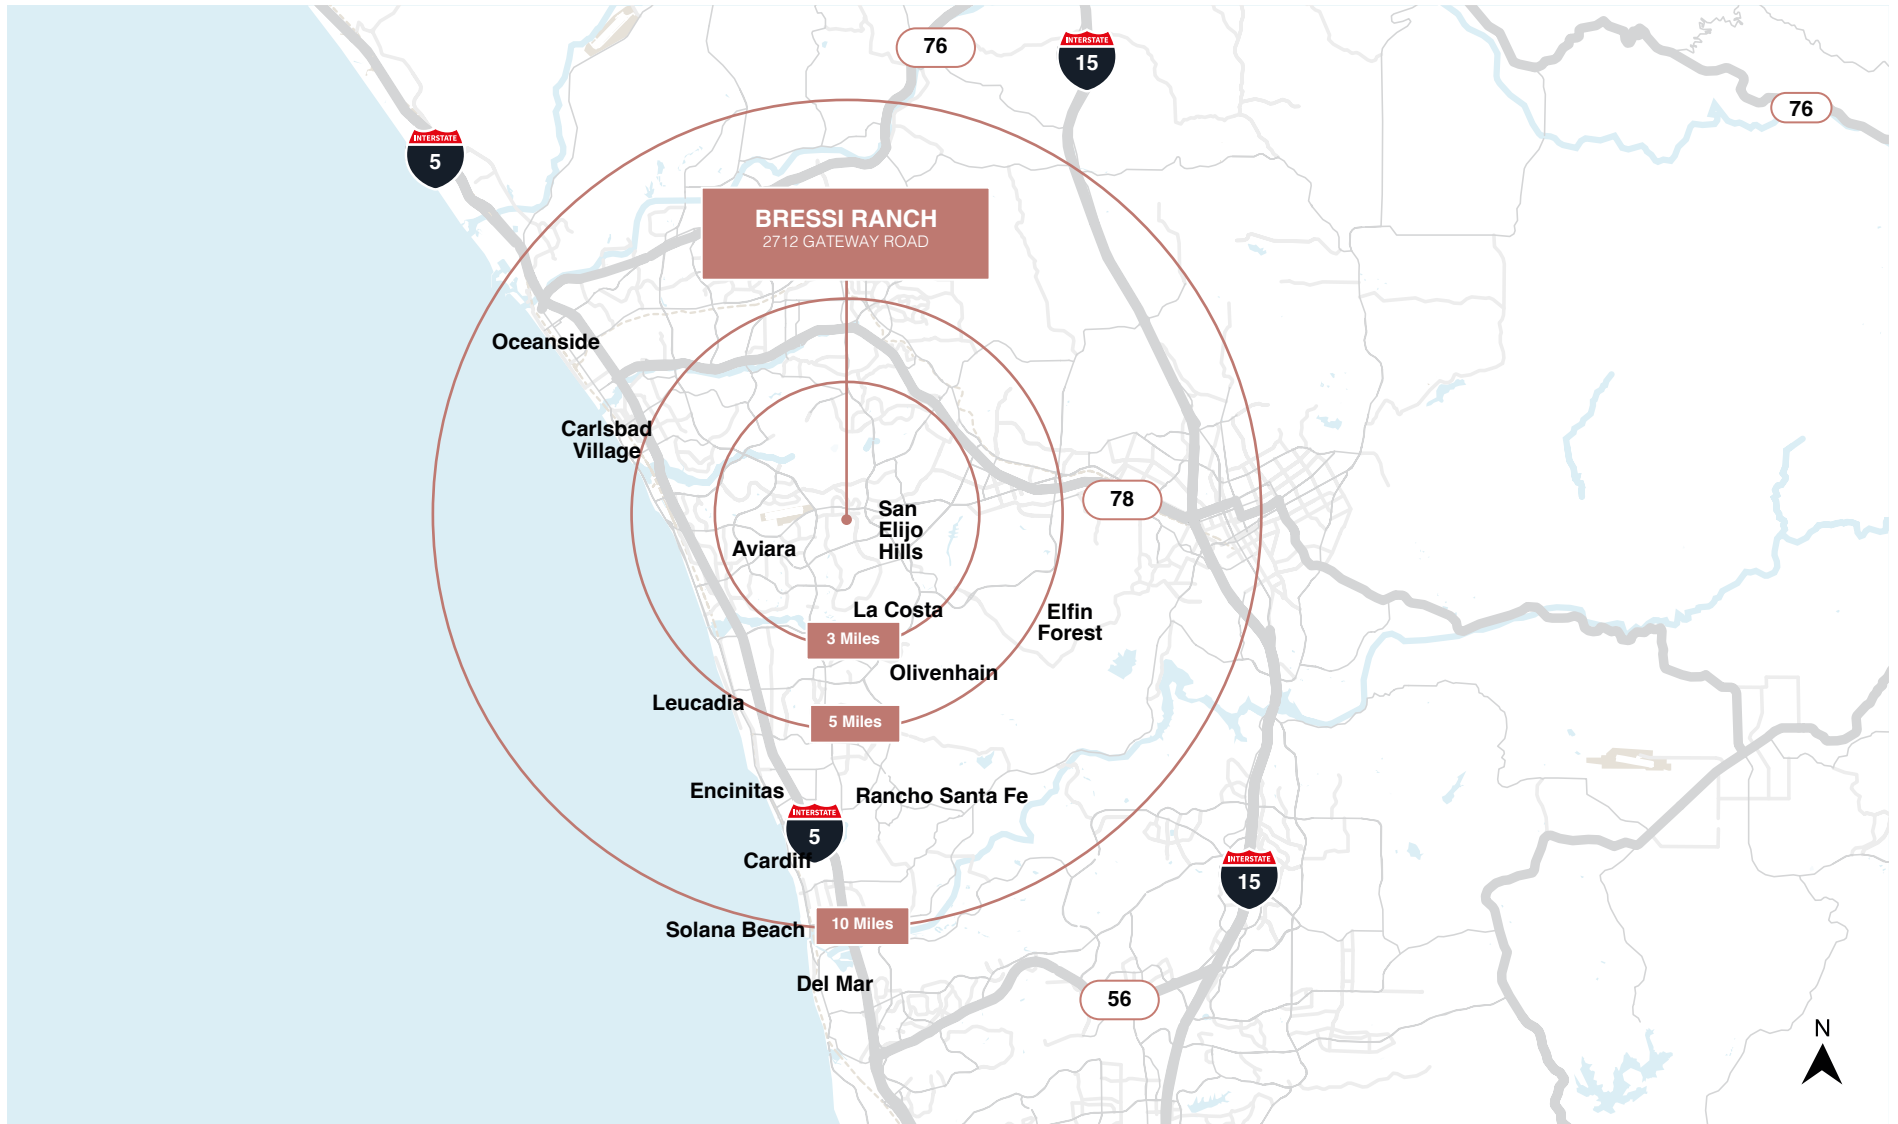 76
INTERSTATE
15
76
INTERSTATE
5
BRESSI RANCH
2712 GATEWAY ROAD
Oceanside
Carlsbad
Village
78
San
Elijo
Hills
Aviara
La Costa
Elfin
Forest
3 Miles
Olivenhain
Leucadia
5 Miles
Encinitas
Rancho Santa Fe
INTERSTATE
5
Cardiff
INTERSTATE
15
10 Miles
Solana Beach
Del Mar
56
N